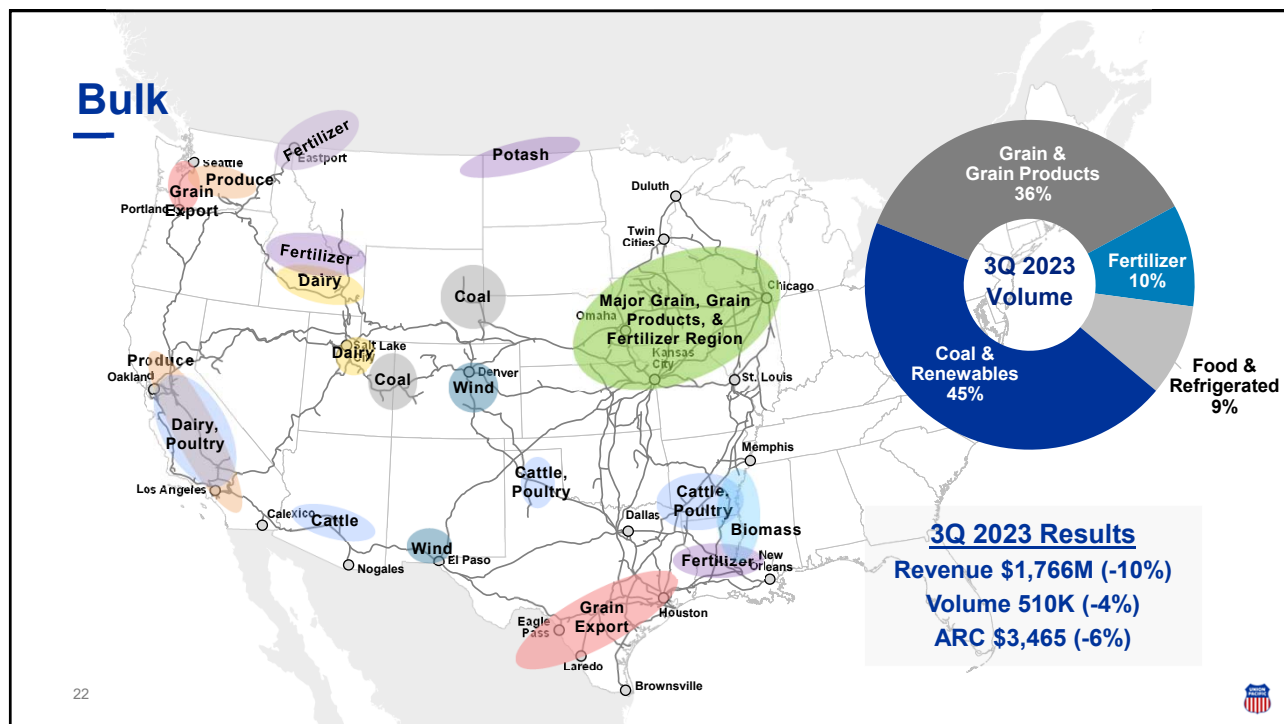 Bulk
Fertilizer
Eastport
Potash
Seattle
Produce
Grain
Export
Portland
Duluth
Twin
Cities
Fertilizer
Dairy
Coal
Major Grain, Grain
Products, &
Fertilizer Region
Omaha
Chicago
Kansas
City
Produce
Oakland
Salt Lake
City
Dairy
Coal
Denver
Wind
St. Louis
Dairy,
Poultry
Los Angeles
Memphis
Cattle,
Poultry
Cattle,
Poultry
Calexico
Cattle
Dallas
Biomass
Wind
El Paso
Nogales
Fertilizer
New
Orleans
Grain
Export
Houston
Eagle
Pass
Laredo
Brownsville
Grain &
Grain Products
36%
Fertilizer
10%
3Q 2023
Volume
Coal &
Renewables
45%
Food &
Refrigerated
9%
3Q 2023 Results
Revenue $1,766M (-10%)
Volume 510K (-4%)
ARC $3,465 (-6%)
22
UNION
PACIFIC